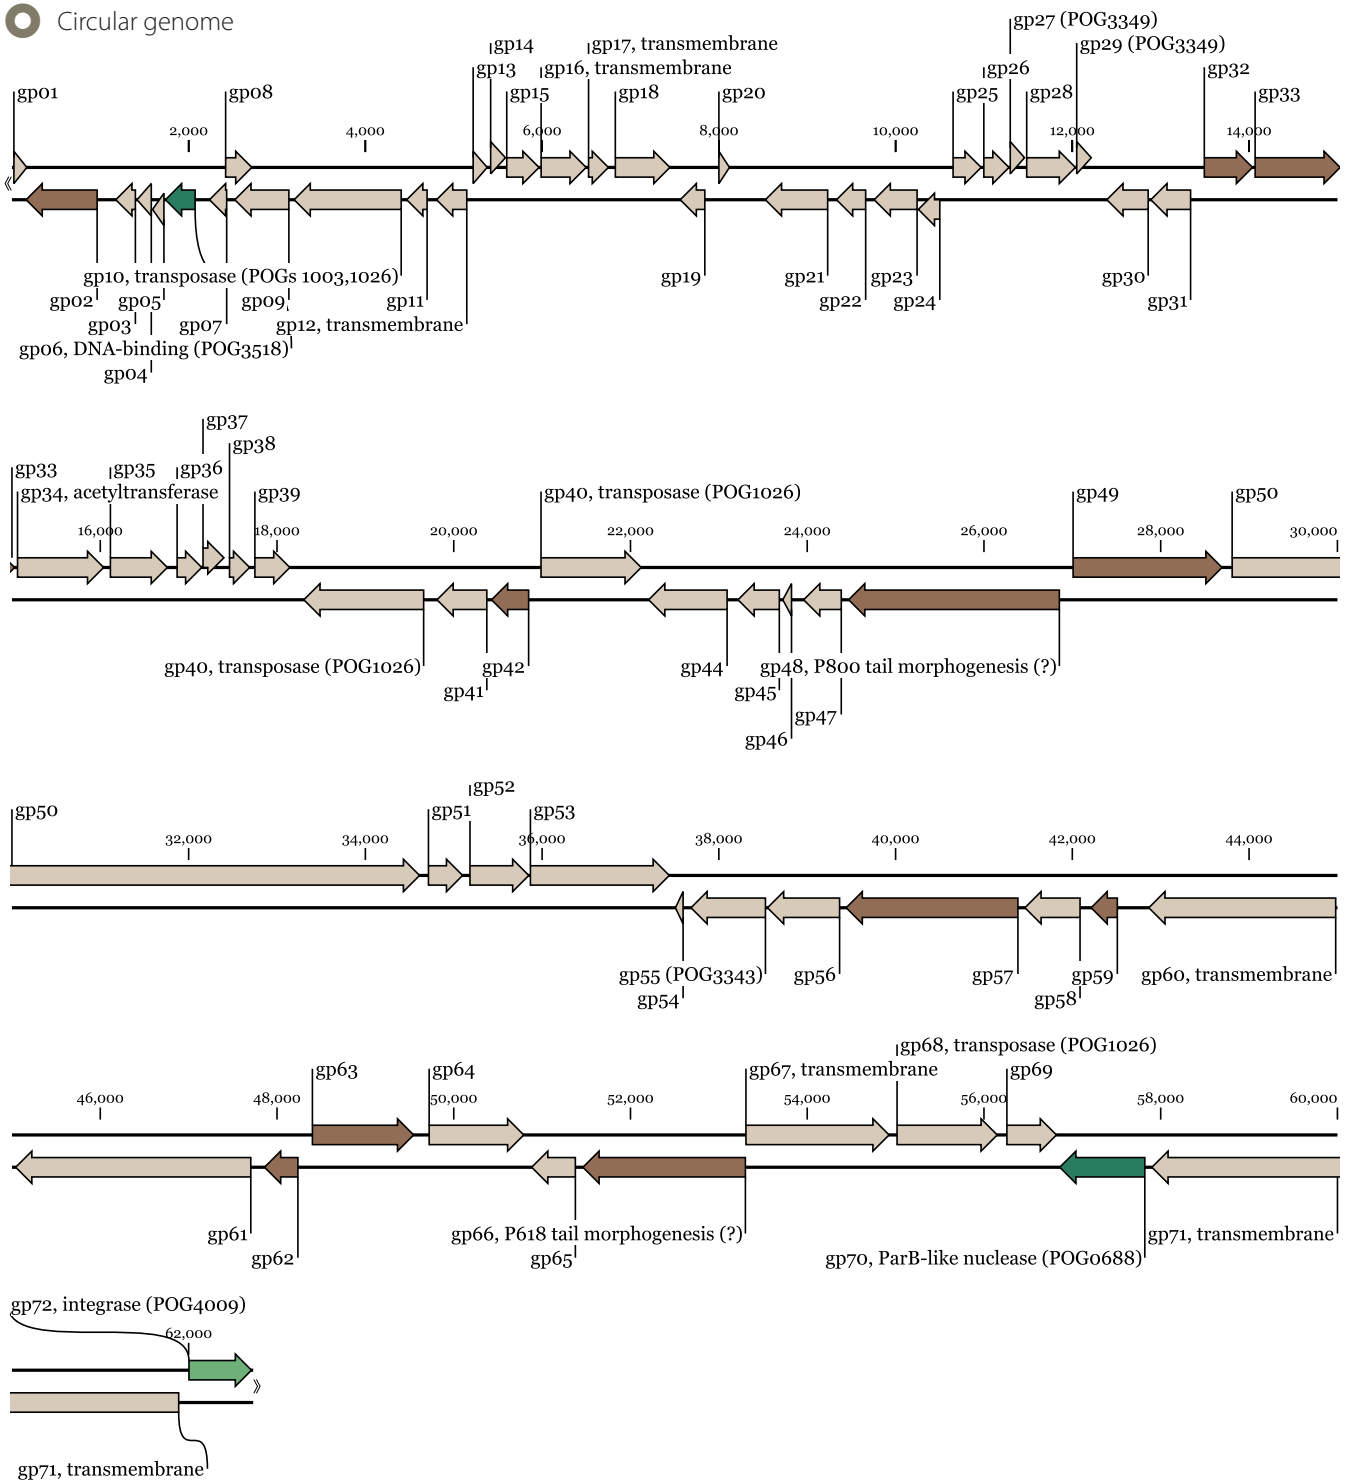 Circular genome
gp27 (POG3349)
gp14 gp17, transmembrane gp29 (POG3349)
gp13 gp16, transmembrane gp26 gp32
gp01 gp08 gp15 gp18 gp20 gp25 gp28 gp33
2,000 4,000 6,000 8,000 10,000 12,000 14,000
gp10, transposase (POGs 1003,1026) gp19 gp21 gp23 gp30
gp02 gp05 gp09 gp11 gp22 gp24 gp31
gp03 gp07 gp12, transmembrane
gp06, DNA-binding (POG3518)
gp04
gp37
gp38
gp33 gp35 gp36
gp34, acetyltransferase gp39 gp40, transposase (POG1026) gp49 gp50
16,000 18,000 20,000 22,000 24,000 26,000 28,000 30,000
gp40, transposase (POG1026) gp42 gp44 gp48, P800 tail morphogenesis (?)
gp41 gp45
gp47
gp46
gp52
gp50 gp51 gp53
32,000 34,000 36,000 38,000 40,000 42,000 44,000
gp55 (POG3343) gp56 gp57 gp59 gp60, transmembrane
gp54 gp58
gp68, transposase (POG1026)
gp63 gp64 gp67, transmembrane gp69
46,000 48,000 50,000 52,000 54,000 56,000 58,000 60,000
gp61 gp66, P618 tail morphogenesis (?) gp71, transmembrane
gp62 gp65 gp70, ParB-like nuclease (POG0688)
gp72, integrase (POG4009)
62,000
gp71, transmembrane